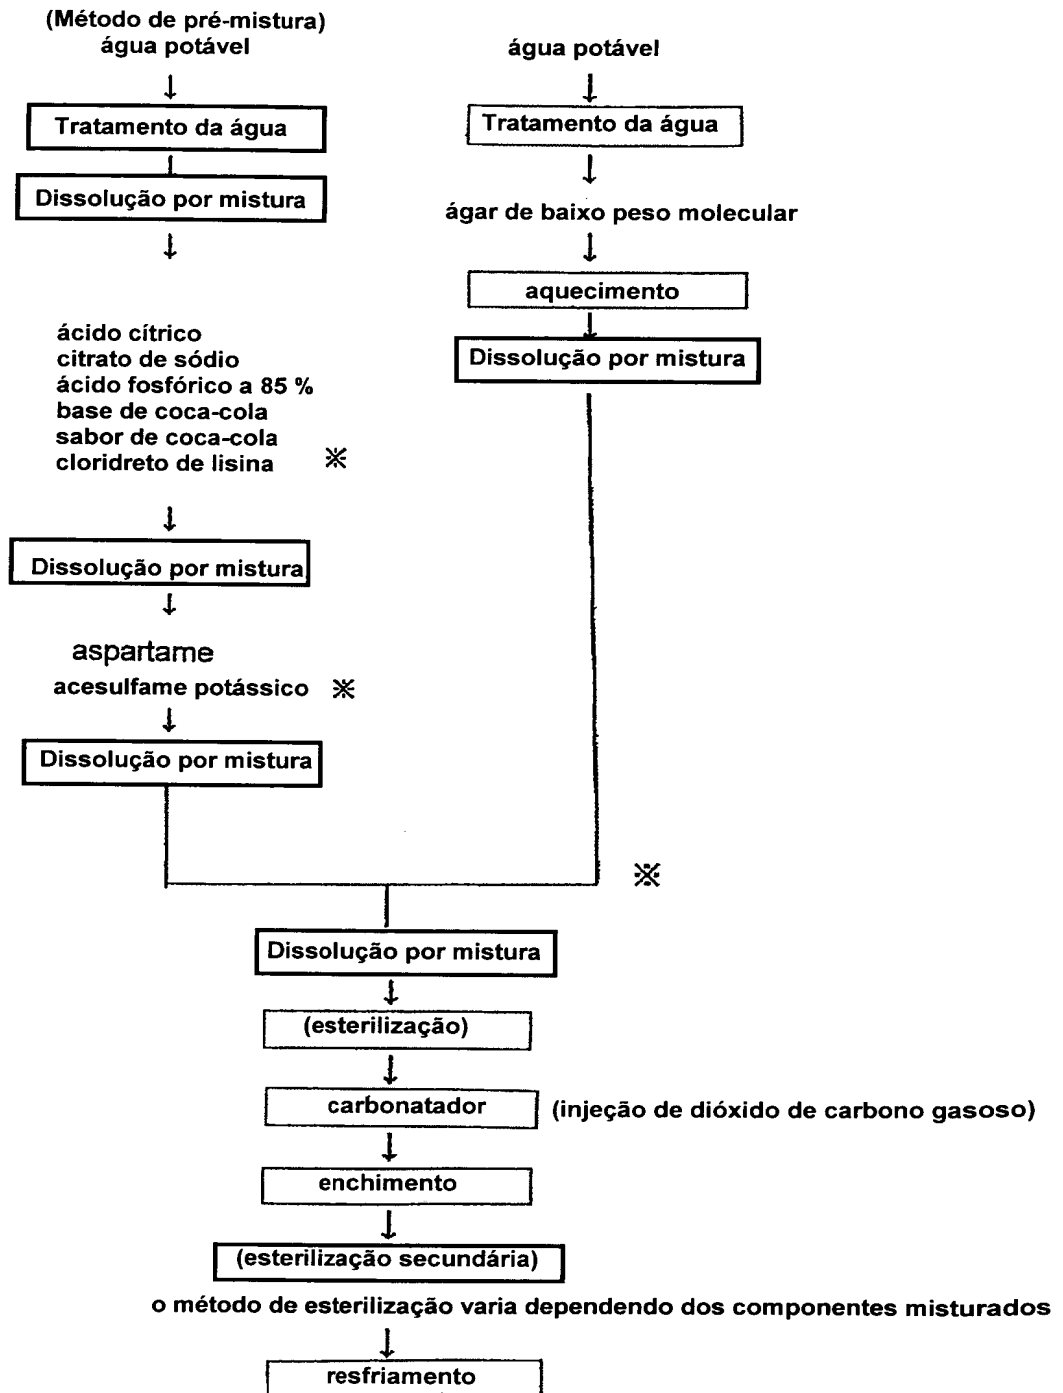 (Método de pré-mistura)
água potável
Tratamento da água
Dissolução por mistura
ácido cítrico
citrato de sódio
ácido fosfórico a 85 %
base de coca-cola
sabor de coca-cola
cloridreto de lisina ※
Dissolução por mistura
aspartame
acesulfame potássico ※
Dissolução por mistura
água potável
Tratamento da água
ágar de baixo peso molecular
aquecimento
Dissolução por mistura
※
Dissolução por mistura
(esterilização)
carbonatador (injeção de dióxido de carbono gasoso)
enchimento
(esterilização secundária)
o método de esterilização varia dependendo dos componentes misturados
resfriamento